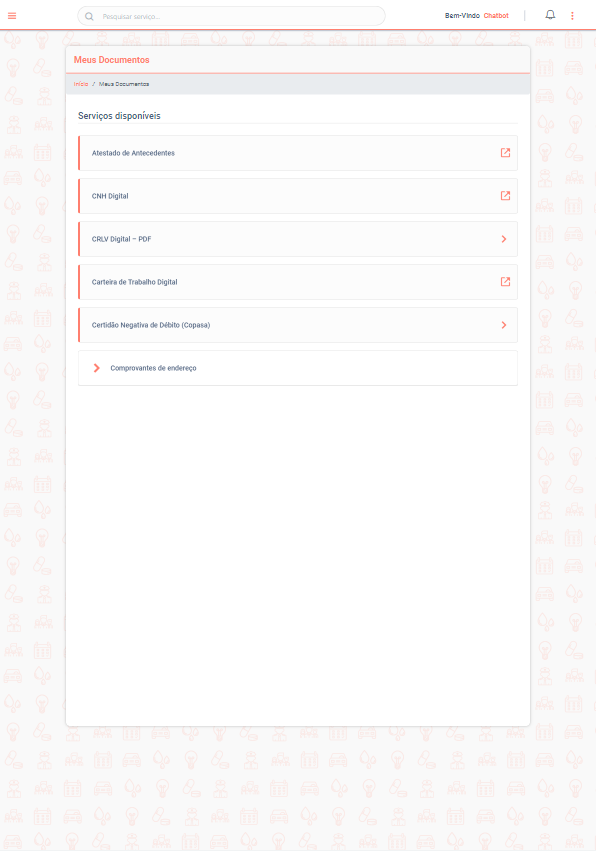 Pesquisar serviço...
Bem-Vindo Chatbot
Meus Documentos
Início / Meus Documentos
Serviços disponíveis
Atestado de Antecedentes
CNH Digital
CRLV Digital – PDF
Carteira de Trabalho Digital
Certidão Negativa de Débito (Copasa)
Comprovantes de endereço